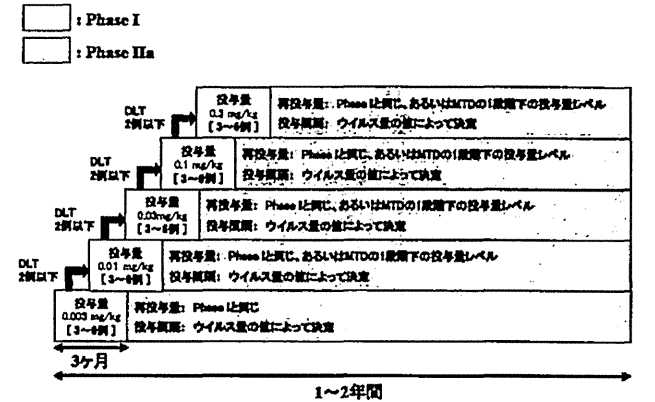 : Phase I
: Phase IIa
DLT
2例以下
投与量
0.3 mg/kg
[3～6例]
再投与量: Phase Iと同じ、あるいはMTDの1段階下の投与量レベル
投与間隔: ウイルス量の値によって決定
DLT
2例以下
投与量
0.1 mg/kg
[3～6例]
再投与量: Phase Iと同じ、あるいはMTDの1段階下の投与量レベル
投与間隔: ウイルス量の値によって決定
DLT
2例以下
投与量
0.03mg/kg
[3～6例]
再投与量: Phase Iと同じ、あるいはMTDの1段階下の投与量レベル
投与間隔: ウイルス量の値によって決定
DLT
2例以下
投与量
0.01 mg/kg
[3～6例]
再投与量: Phase Iと同じ、あるいはMTDの1段階下の投与量レベル
投与間隔: ウイルス量の値によって決定
投与量
0.003 mg/kg
[3～6例]
再投与量: Phase Iと同じ
投与間隔: ウイルス量の値によって決定
3ケ月
1～2年間